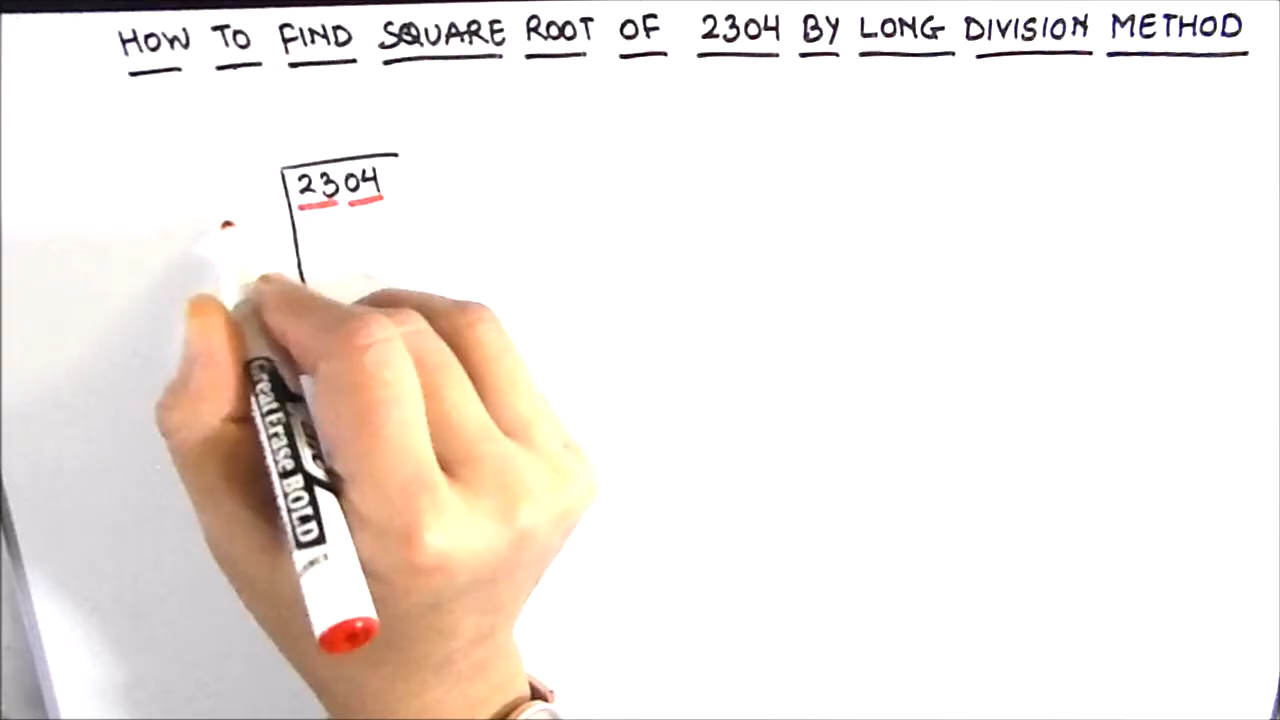 HOW TO FIND SQUARE ROOT OF 2304 BY LONG DIVISION METHOD
2304
GreatErase BOLD